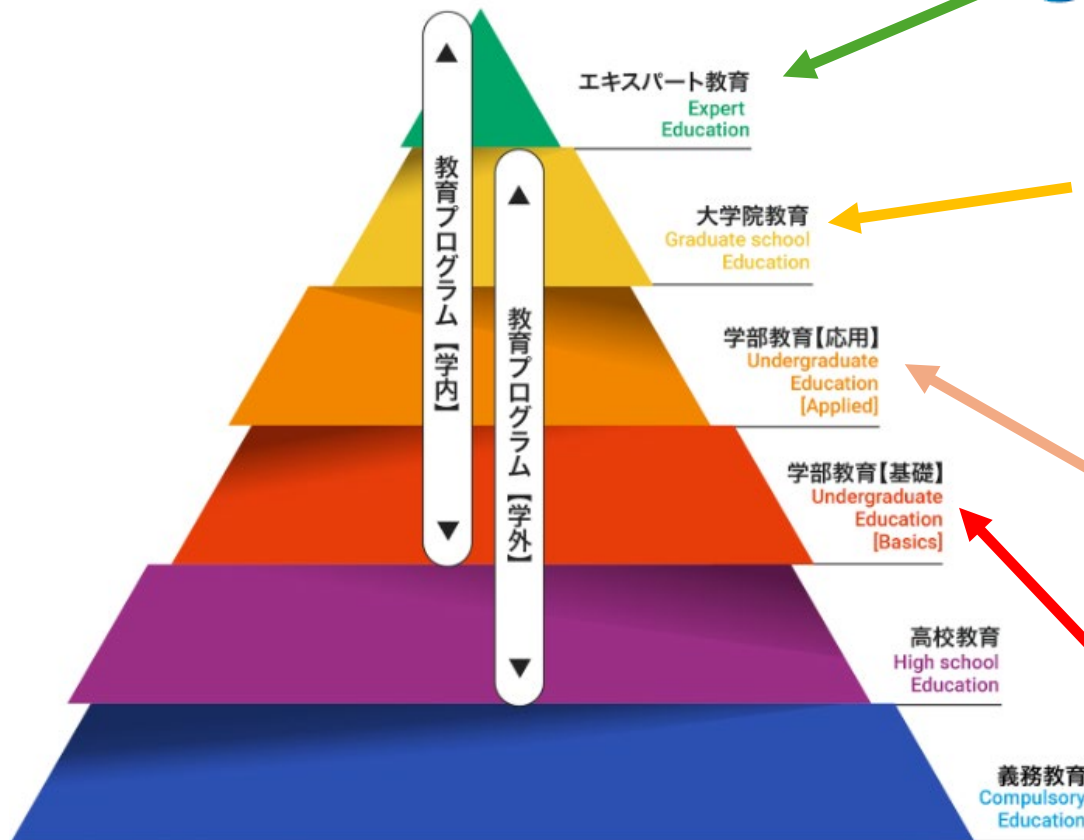 エキスパート教育
Expert
Education
教育プログラム【学内】
大学院教育
Graduate school
Education
教育プログラム【学外】
学部教育【応用】
Undergraduate
Education
[Applied]
学部教育【基礎】
Undergraduate
Education
[Basics]
高校教育
High school
Education
義務教育
Compulsory
Education